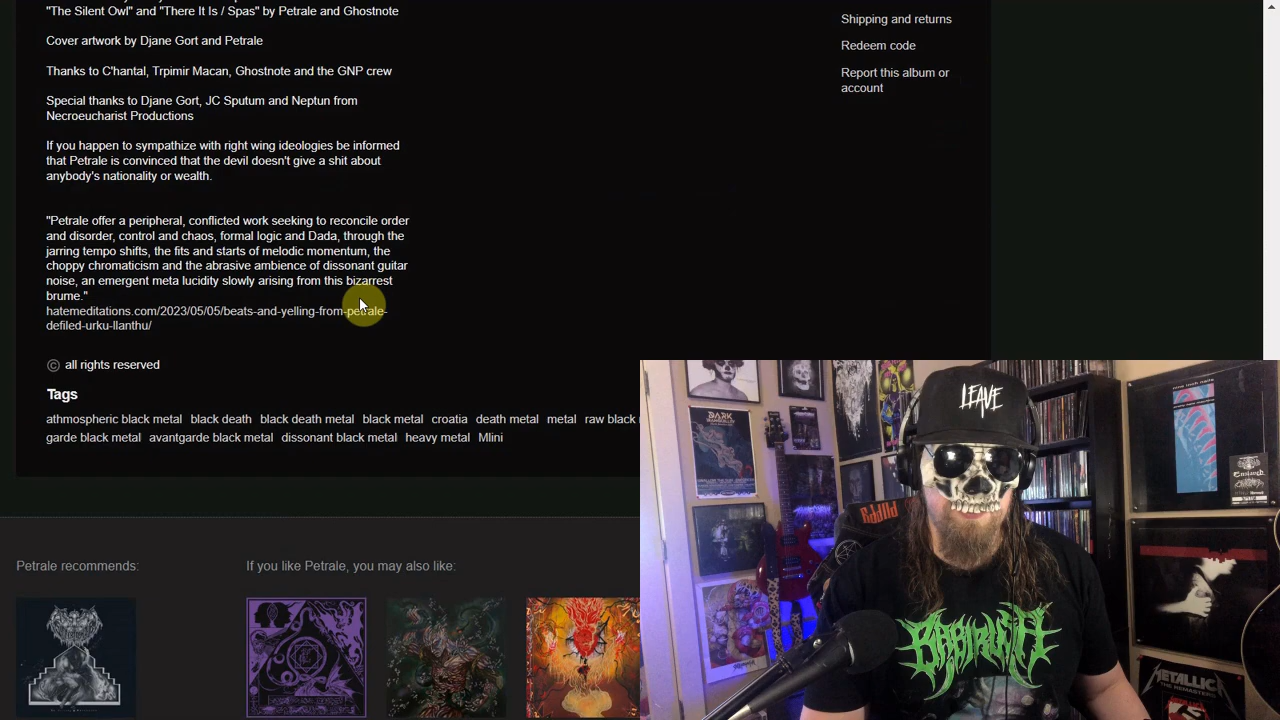 "The Silent Owl" and "There It Is / Spas" by Petrale and Ghostnote
Cover artwork by Djane Gort and Petrale
Thanks to C'hantal, Trpimir Macan, Ghostnote and the GNP crew
Special thanks to Djane Gort, JC Sputum and Neptun from
Necroeucharist Productions
If you happen to sympathize with right wing ideologies be informed
that Petrale is convinced that the devil doesn't give a shit about
anybody's nationality or wealth.
"Petrale offer a peripheral, conflicted work seeking to reconcile order
and disorder, control and chaos, formal logic and Dada, through the
jarring tempo shifts, the fits and starts of melodic momentum, the
choppy chromaticism and the abrasive ambience of dissonant guitar
noise, an emergent meta lucidity slowly arising from this bizarrest
brume."
hatemeditations.com/2023/05/05/beats-and-yelling-from-petrale-
defiled-urku-llanthu/
© all rights reserved
Tags
athmospheric black metal black death black death metal black metal croatia death metal metal raw black
garde black metal avantgarde black metal dissonant black metal heavy metal Mlini
Petrale recommends:
If you like Petrale, you may also like:
Shipping and returns
Redeem code
Report this album or
account
LEAVE
POPPY
DARK
BABIRUSA
METALLICA
THE REMASTERS